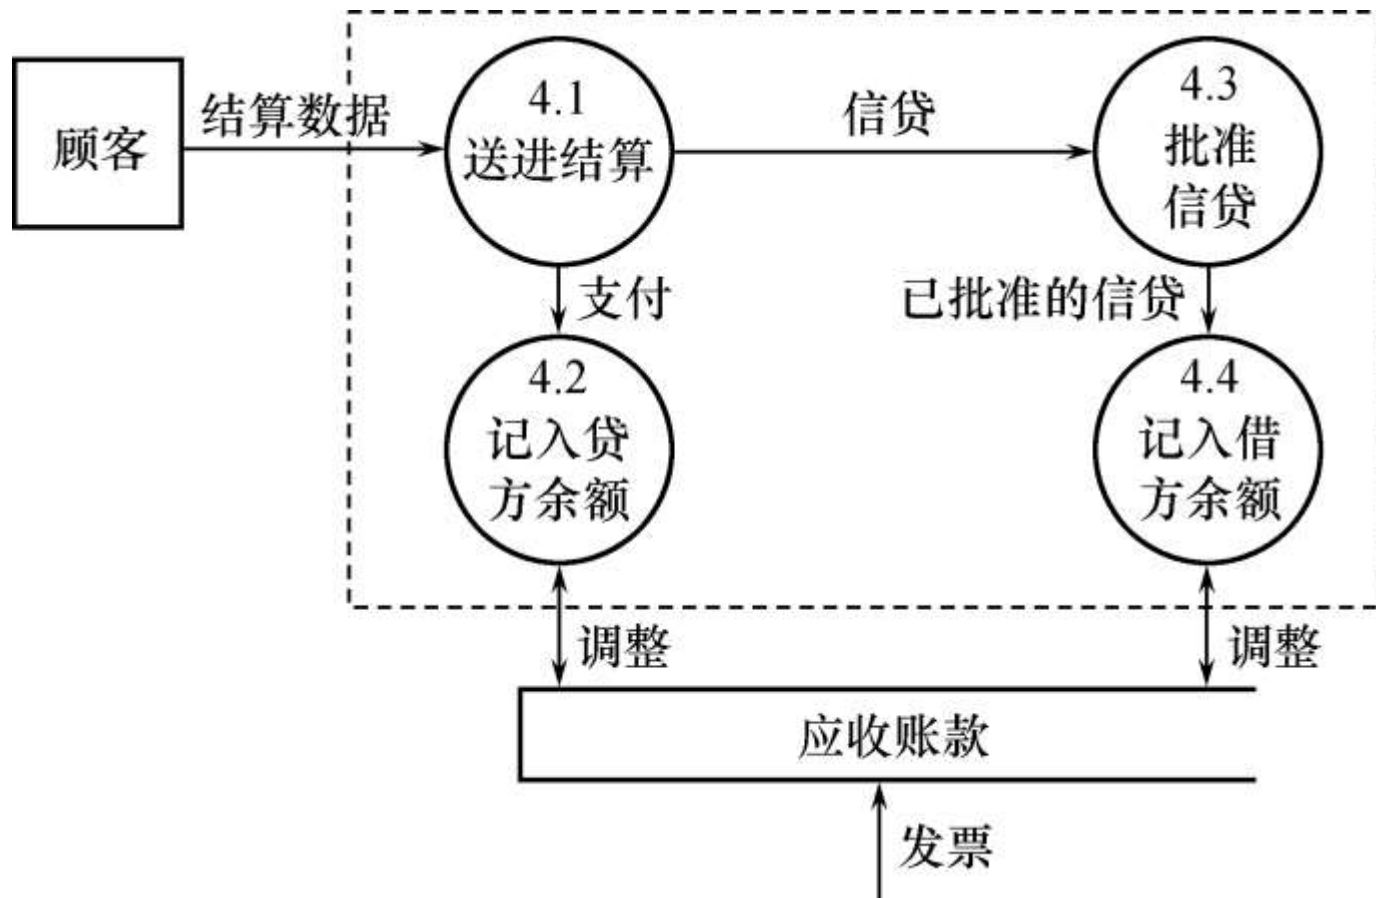 顾客
结算数据
4.1
送进结算
信贷
4.3
批准
信贷
支付
已批准的信贷
4.2
记入贷
方余额
4.4
记入借
方余额
调整
调整
应收账款
发票